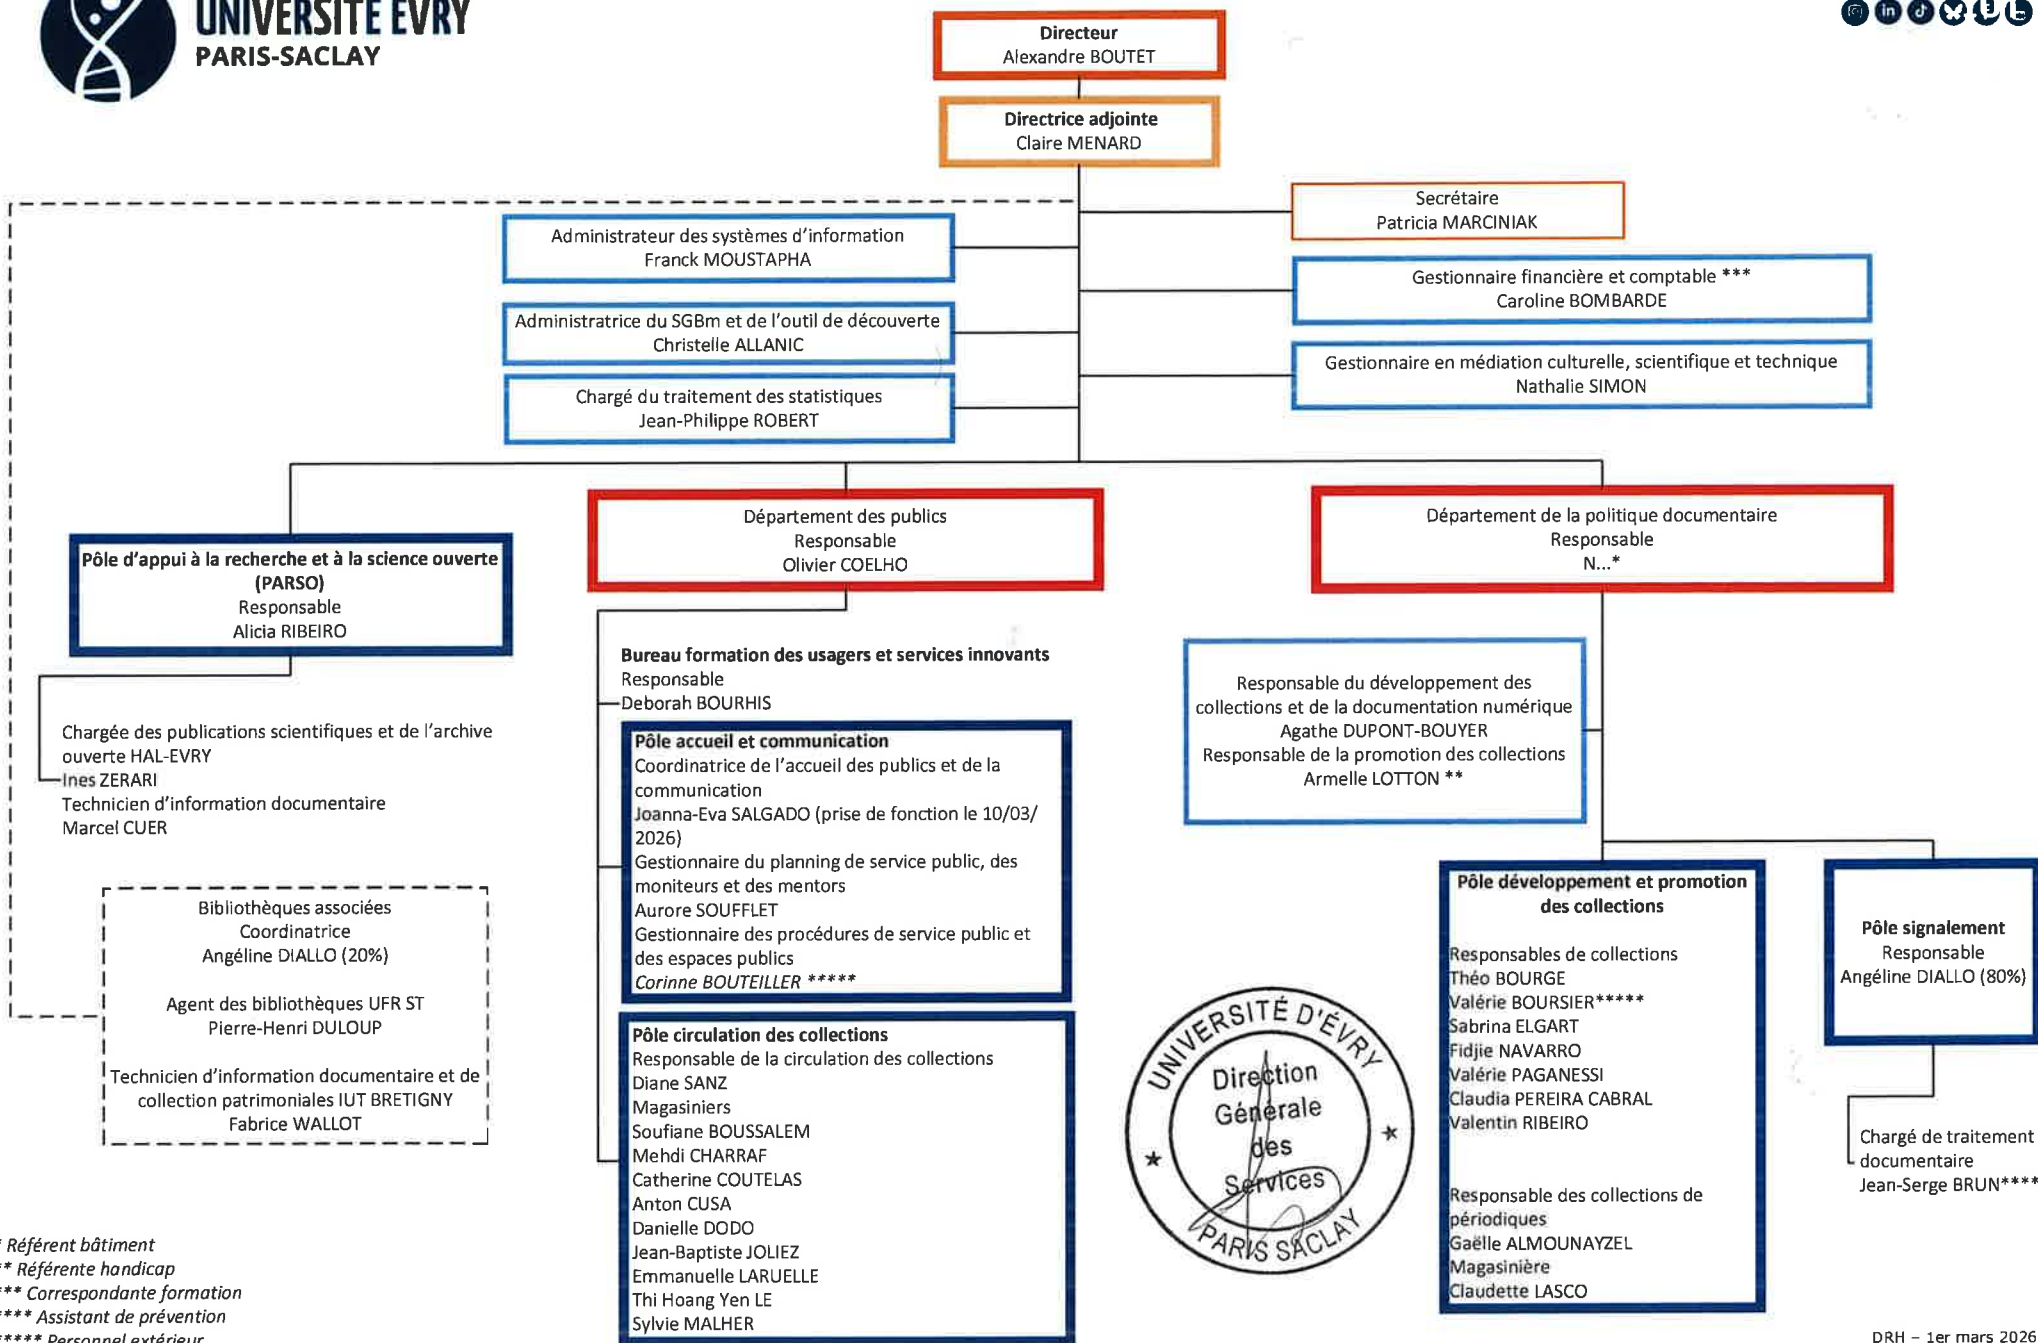 UNIVERSITÉ EVRY
PARIS-SACLAY
Directeur
Alexandre BOUTET
Directrice adjointe
Claire MENARD
Secrétaire
Patricia MARCINIAK
Administrateur des systèmes d'information
Franck MOUSTAPHA
Gestionnaire financière et comptable ***
Caroline BOMBARDE
Administratrice du SGBm et de l'outil de découverte
Christelle ALLANIC
Gestionnaire en médiation culturelle, scientifique et technique
Nathalie SIMON
Chargé du traitement des statistiques
Jean-Philippe ROBERT
Pôle d'appui à la recherche et à la science ouverte
(PARSO)
Responsable
Alicia RIBEIRO
Chargée des publications scientifiques et de l'archive
ouverte HAL-EVRY
Ines ZERARI
Technicien d'information documentaire
Marcel CUER
Bibliothèques associées
Coordinatrice
Angéline DIALLO (20%)
Agent des bibliothèques UFR ST
Pierre-Henri DULOUP
Technicien d'information documentaire et de
collection patrimoniales IUT BRETIGNY
Fabrice WALLOT
Département des publics
Responsable
Olivier COELHO
Bureau formation des usagers et services innovants
Responsable
Deborah BOURHIS
Pôle accueil et communication
Coordinatrice de l'accueil des publics et de la
communication
Joanna-Eva SALGADO (prise de fonction le 10/03/
2026)
Gestionnaire du planning de service public, des
moniteurs et des mentors
Aurore SOUFFLET
Gestionnaire des procédures de service public et
des espaces publics
Corinne BOUTEILLER *****
Pôle circulation des collections
Responsable de la circulation des collections
Diane SANZ
Magasiniers
Soufiane BOUSSALEM
Mehdi CHARRAF
Catherine COUTELAS
Anton CUSA
Danielle DODO
Jean-Baptiste JOLIEZ
Emmanuelle LARUELLE
Thi Hoang Yen LE
Sylvie MALHER
Département de la politique documentaire
Responsable
N...*
Responsable du développement des
collections et de la documentation numérique
Agathe DUPONT-BOUYER
Responsable de la promotion des collections
Armelle LOTTON **
Pôle développement et promotion
des collections
Responsables de collections
Théo BOURGE
Valérie BOURSIER*****
Sabrina ELGART
Fidjie NAVARRO
Valérie PAGANESSI
Claudia PEREIRA CABRAL
Valentin RIBEIRO
Responsable des collections de
périodiques
Gaëlle ALMOUNAYZEL
Magasinière
Claudette LASCO
Pôle signalement
Responsable
Angéline DIALLO (80%)
Chargé de traitement
documentaire
Jean-Serge BRUN****
UNIVERSITÉ D'ÉVRY
Direction
Générale
des
Services
PARIS SACLAY
* Référent bâtiment
** Référente handicap
*** Correspondante formation
**** Assistant de prévention
***** Personnel extérieur
DRH – 1er mars 2026